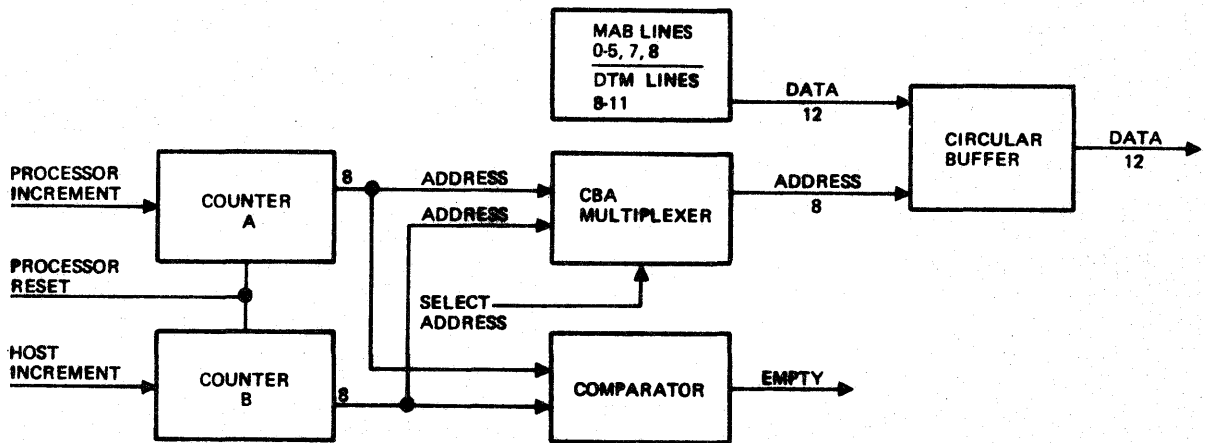 MAB LINES
0-5, 7, 8
DTM LINES
8-11
DATA
12
CIRCULAR
BUFFER
DATA
12
PROCESSOR
INCREMENT
COUNTER
A
8
ADDRESS
ADDRESS
CBA
MULTIPLEXER
ADDRESS
8
PROCESSOR
RESET
SELECT
ADDRESS
HOST
INCREMENT
COUNTER
B
8
COMPARATOR
EMPTY